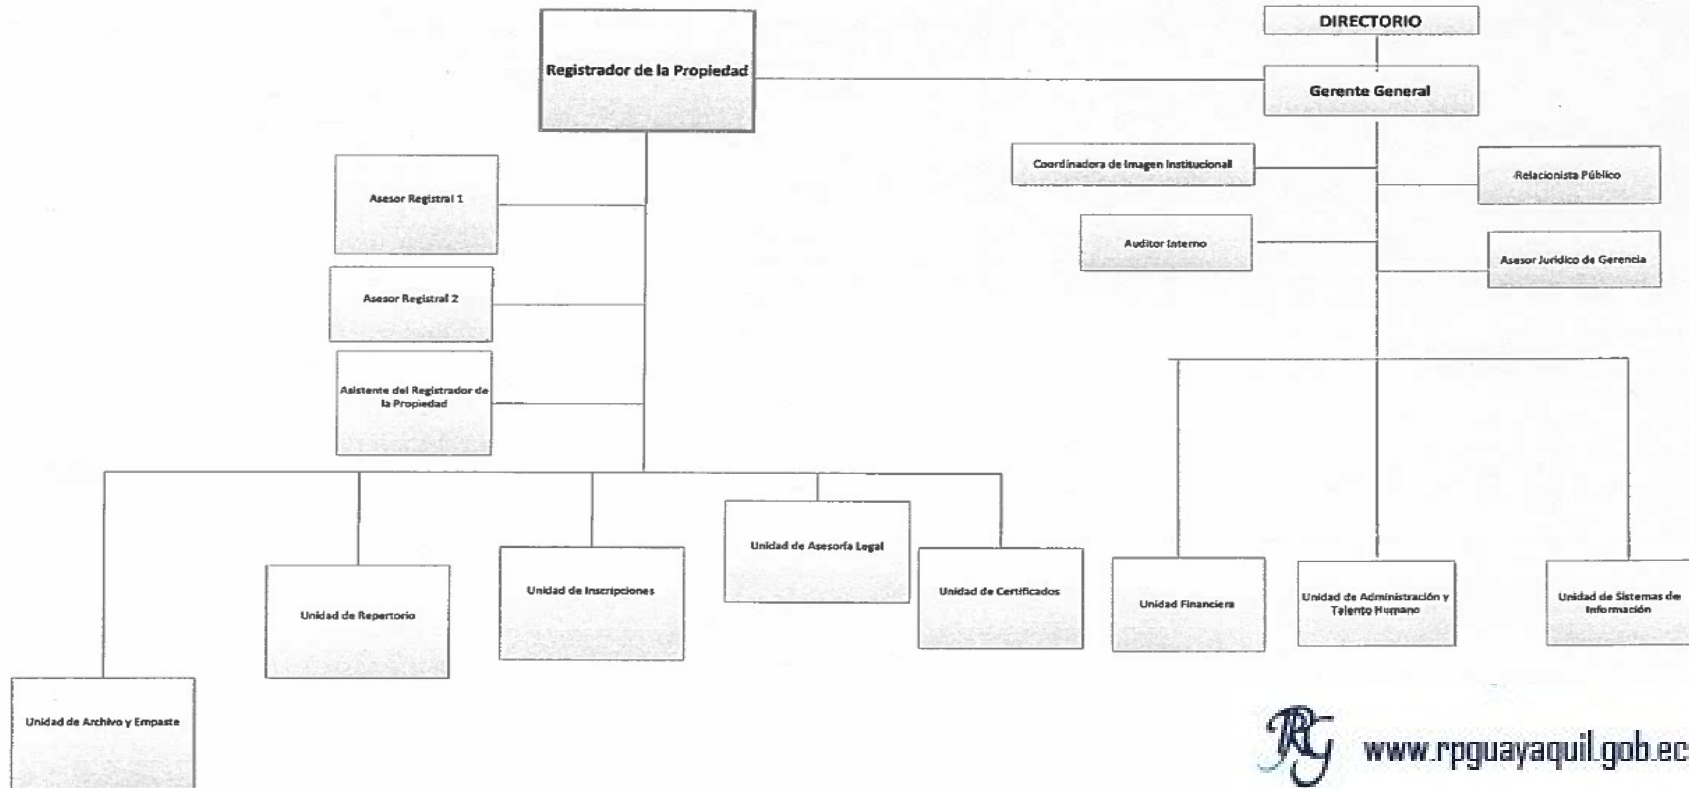 DIRECTORIO
Registrador de la Propiedad
Gerente General
Coordinadora de Imagen Institucional
Relacionista Público
Asesor Registral 1
Auditor Interno
Asesor Jurídico de Gerencia
Asesor Registral 2
Asistente del Registrador de
la Propiedad
Unidad de Asesoría Legal
Unidad de Inscripciones
Unidad de Certificados
Unidad de Repertorio
Unidad Financiera
Unidad de Administración y
Talento Humano
Unidad de Sistemas de
Información
Unidad de Archivo y Empaste
RPG
www.rpguayaquil.gob.ec